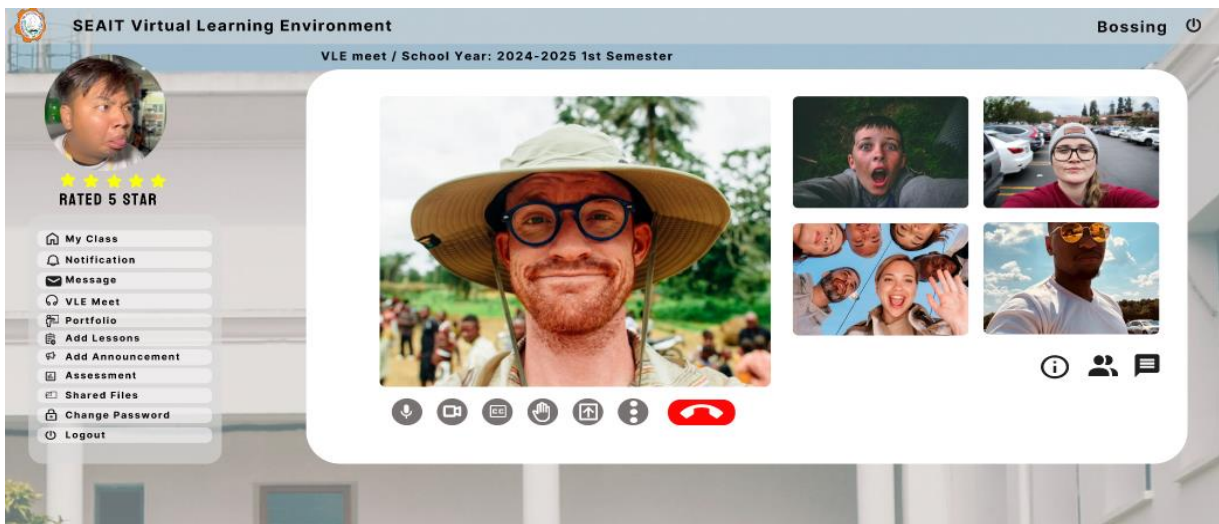 SEAIT Virtual Learning Environment
Bossing
VLE meet / School Year: 2024-2025 1st Semester
RATED 5 STAR
My Class
Notification
Message
VLE Meet
Portfolio
Add Lessons
Add Announcement
Assessment
Shared Files
Change Password
Logout
CC